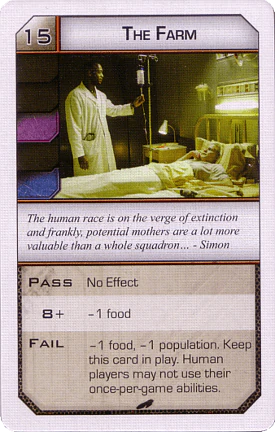 15 THE FARM
The human race is on the verge of extinction
and frankly, potential mothers are a lot more
valuable than a whole squadron... - Simon
PASS No Effect
8+ -1 food
FAIL -1 food, -1 population. Keep
this card in play. Human
players may not use their
once-per-game abilities.